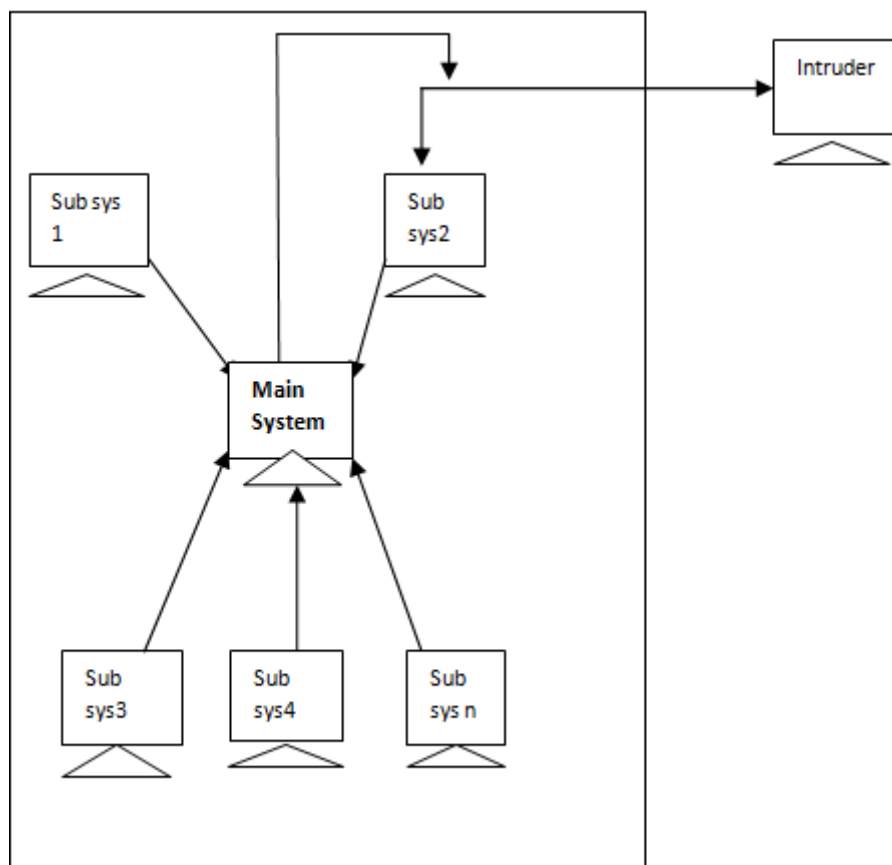 Intruder
Sub sys
1
Sub
sys2
Main
System
Sub
sys3
Sub
sys4
Sub
sys n